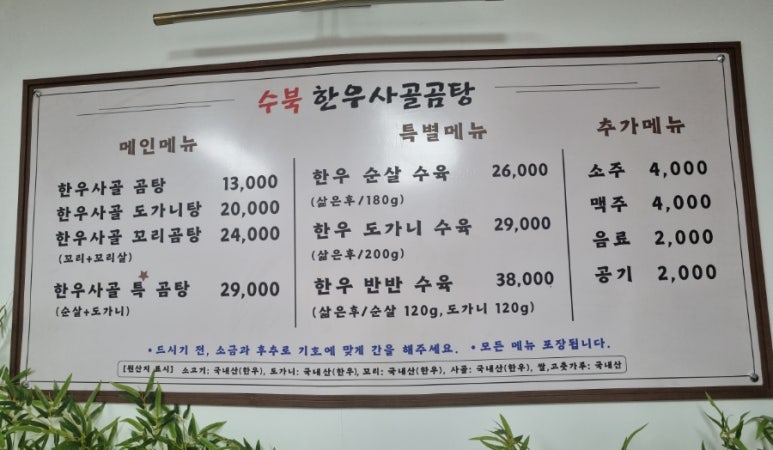 수북 한우사골곰탕
메인메뉴
한우사골 곰탕 13,000
한우사골 도가니탕 20,000
한우사골 꼬리곰탕 24,000
(꼬리+꼬리살)
한우사골 특 곰탕 29,000
(순살+도가니)
특별메뉴
한우 순살 수육 26,000
(삶은후/180g)
한우 도가니 수육 29,000
(삶은후/200g)
한우 반반 수육 38,000
(삶은후/순살 120g, 도가니 120g)
추가메뉴
소주 4,000
맥주 4,000
음료 2,000
공기 2,000
•드시기 전, 소금과 후추로 기호에 맞게 간을 해주세요. •모든 메뉴 포장됩니다.
[원산지 표시] 소고기: 국내산(한우), 도가니: 국내산(한우), 꼬리: 국내산(한우), 사골: 국내산(한우), 쌀,고춧가루: 국내산